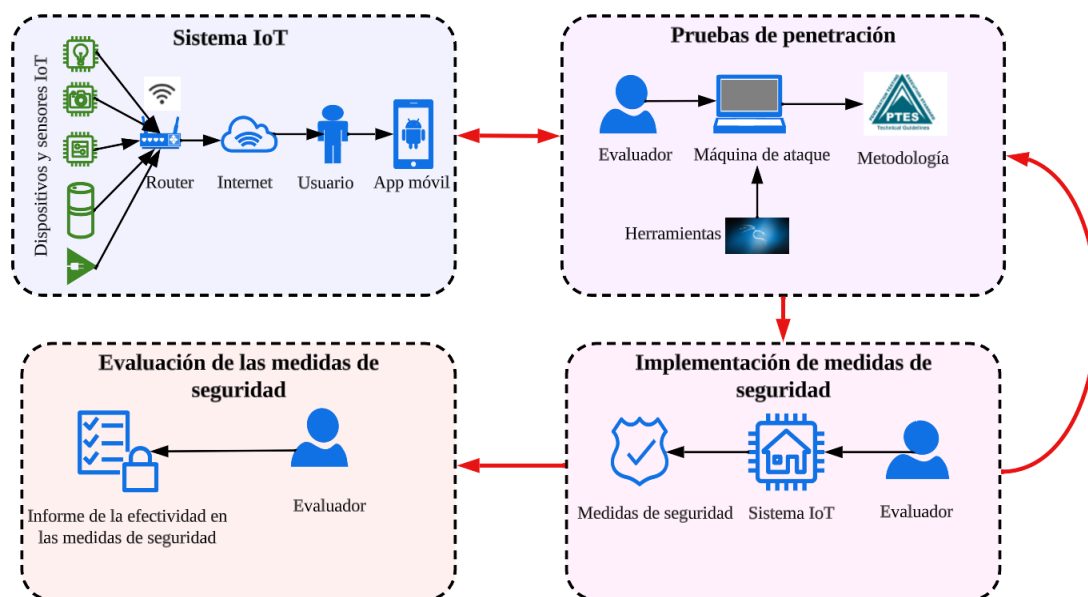 Sistema IoT
Dispositivos y sensores IoT
Router
Internet
Usuario
App móvil
Pruebas de penetración
Evaluador
Máquina de ataque
PTES
Technical Guidelines
Metodología
Herramientas
Evaluación de las medidas de
seguridad
Informe de la efectividad en
las medidas de seguridad
Evaluador
Implementación de medidas de
seguridad
Medidas de seguridad
Sistema IoT
Evaluador